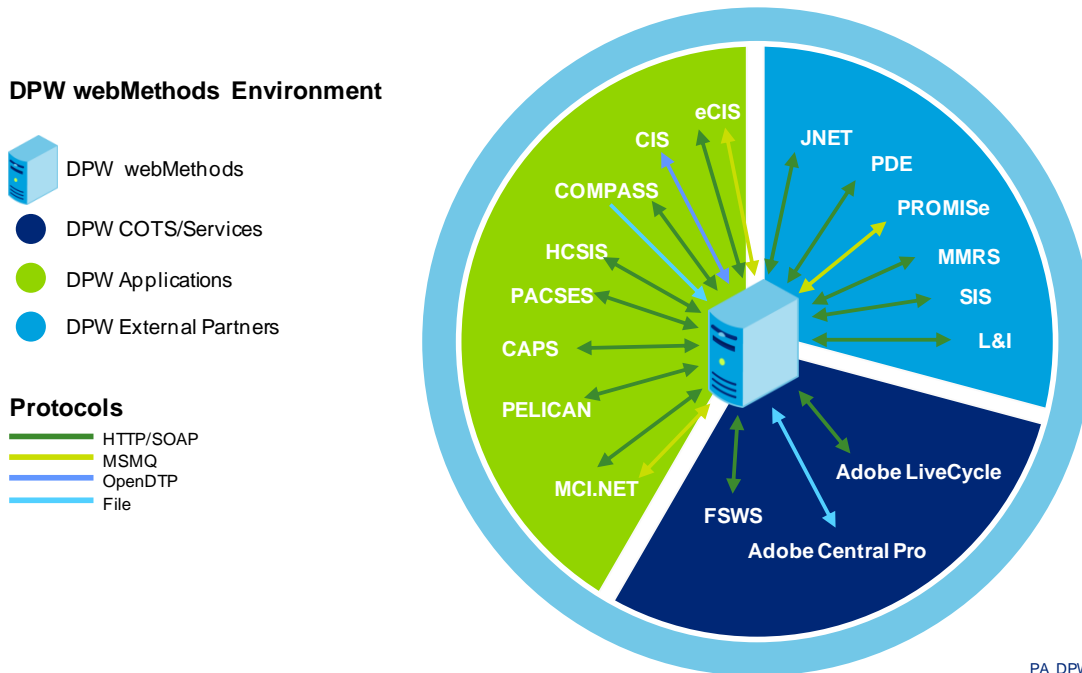 DPW webMethods Environment
DPW webMethods
DPW COTS/Services
DPW Applications
DPW External Partners
Protocols
HTTP/SOAP
MSMQ
OpenDTP
File
eCIS
CIS
COMPASS
HCSIS
PACSES
CAPS
PELICAN
MCI.NET
JNET
PDE
PROMISe
MMRS
SIS
L&I
Adobe LiveCycle
FSWS
Adobe Central Pro
PA DPW